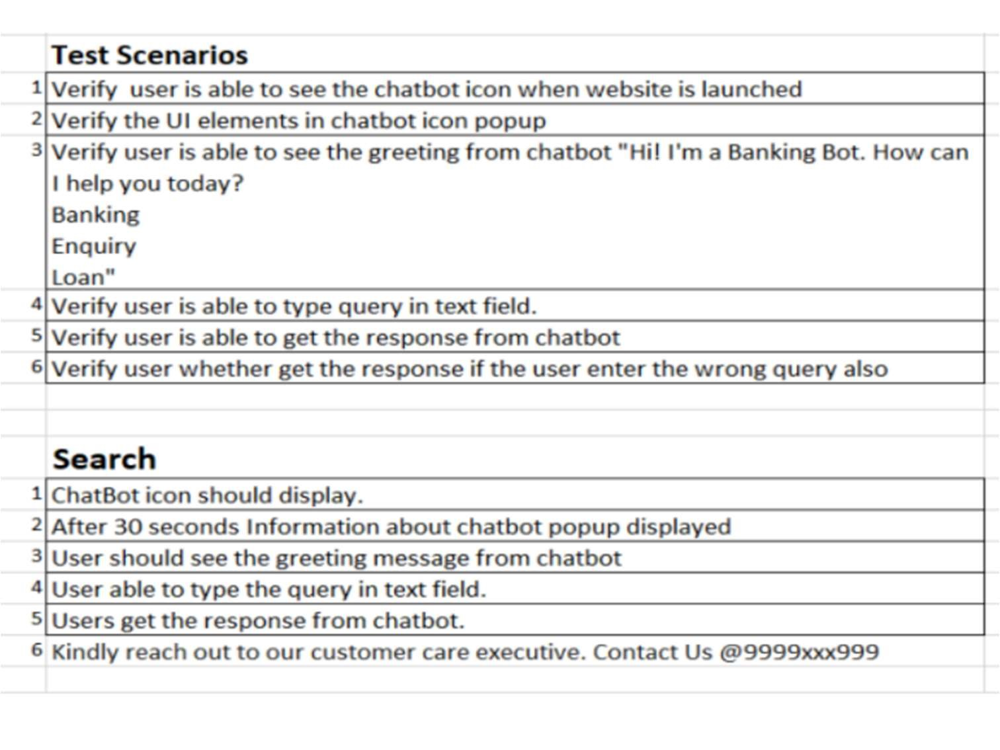 Test Scenarios
1 Verify  user is able to see the chatbot icon when website is launched
2 Verify the UI elements in chatbot icon popup
3 Verify user is able to see the greeting from chatbot "Hi! I'm a Banking Bot. How can
I help you today?
Banking
Enquiry
Loan"
4 Verify user is able to type query in text field.
5 Verify user is able to get the response from chatbot
6 Verify user whether get the response if the user enter the wrong query also
Search
1 ChatBot icon should display.
2 After 30 seconds Information about chatbot popup displayed
3 User should see the greeting message from chatbot
4 User able to type the query in text field.
5 Users get the response from chatbot.
6 Kindly reach out to our customer care executive. Contact Us @9999xxx999